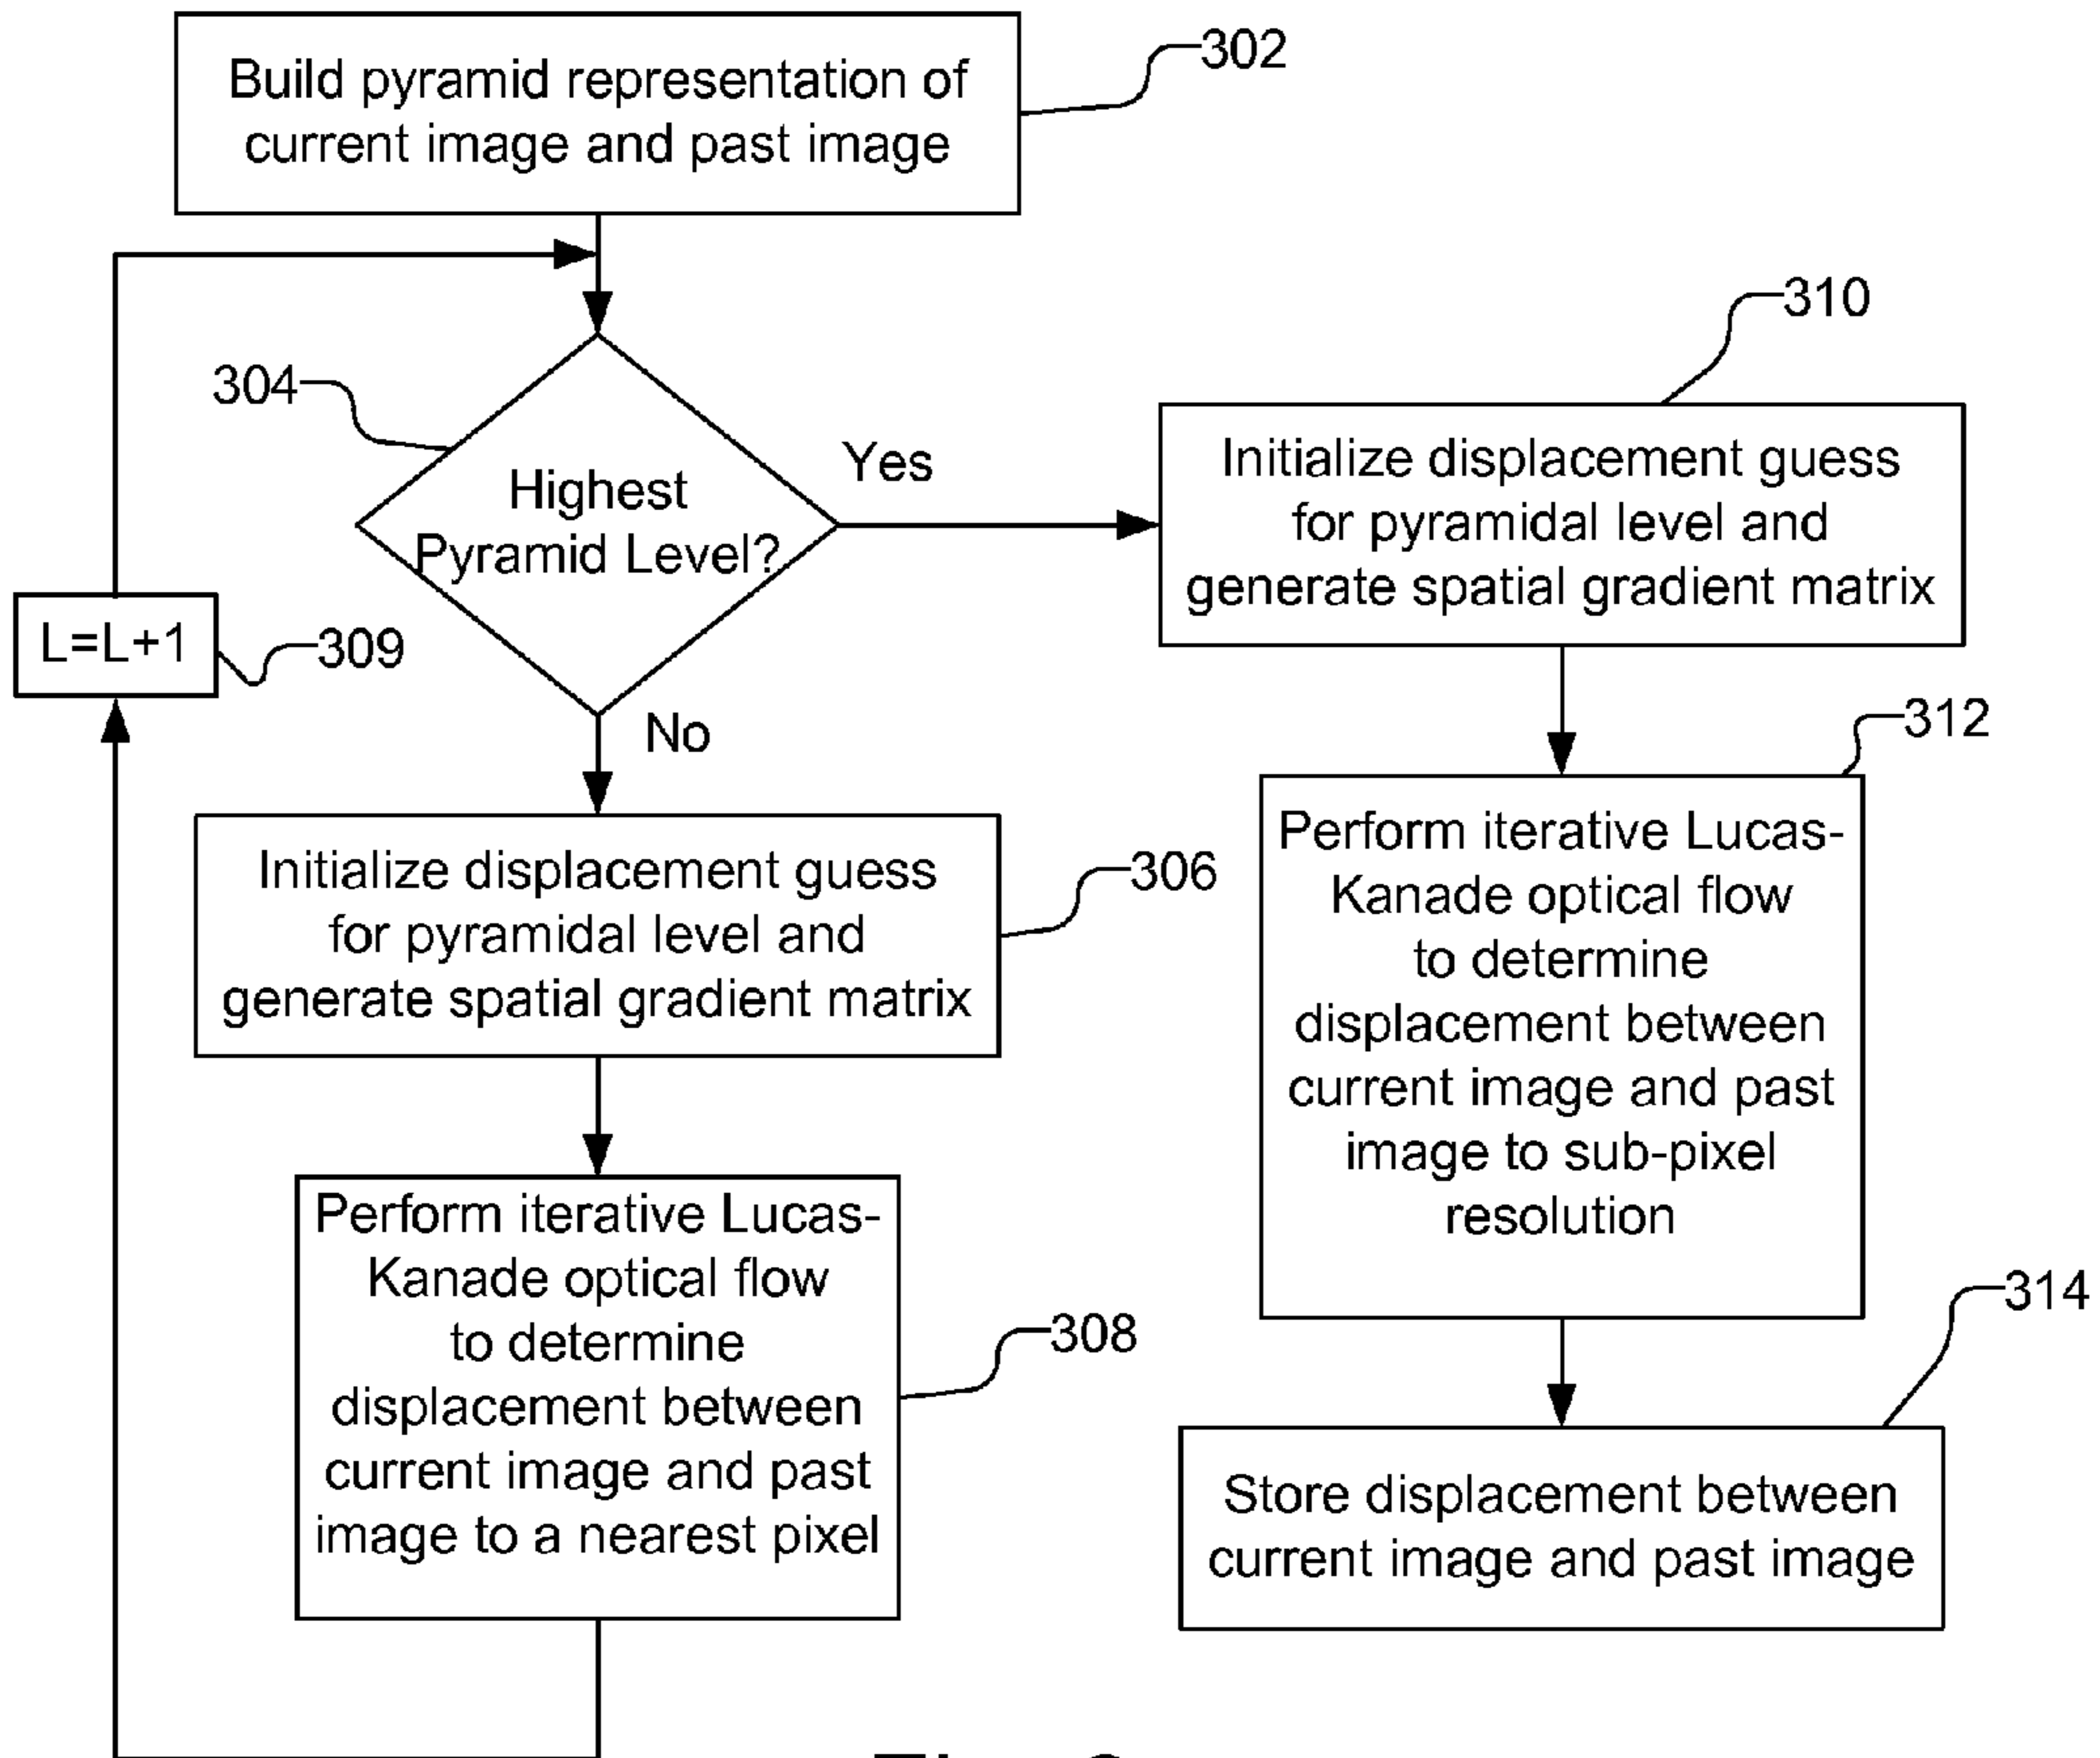 Build pyramid representation of
current image and past image
302
304
Highest
Pyramid Level?
Yes
No
310
Initialize displacement guess
for pyramidal level and
generate spatial gradient matrix
L=L+1
309
312
Perform iterative Lucas-
Kanade optical flow
to determine
displacement between
current image and past
image to sub-pixel
resolution
Initialize displacement guess
for pyramidal level and
generate spatial gradient matrix
306
Perform iterative Lucas-
Kanade optical flow
to determine
displacement between
current image and past
image to a nearest pixel
308
314
Store displacement between
current image and past image